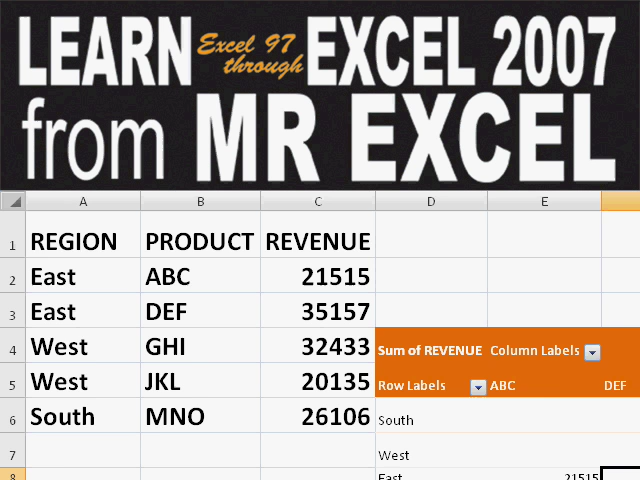 LEARN Excel 97 through EXCEL 2007
from MR EXCEL
A B C D E
1 REGION PRODUCT REVENUE
2 East ABC 21515
3 East DEF 35157
4 West GHI 32433 Sum of REVENUE Column Labels
5 West JKL 20135 Row Labels ABC DEF
6 South MNO 26106 South
7 West
8 East 21515